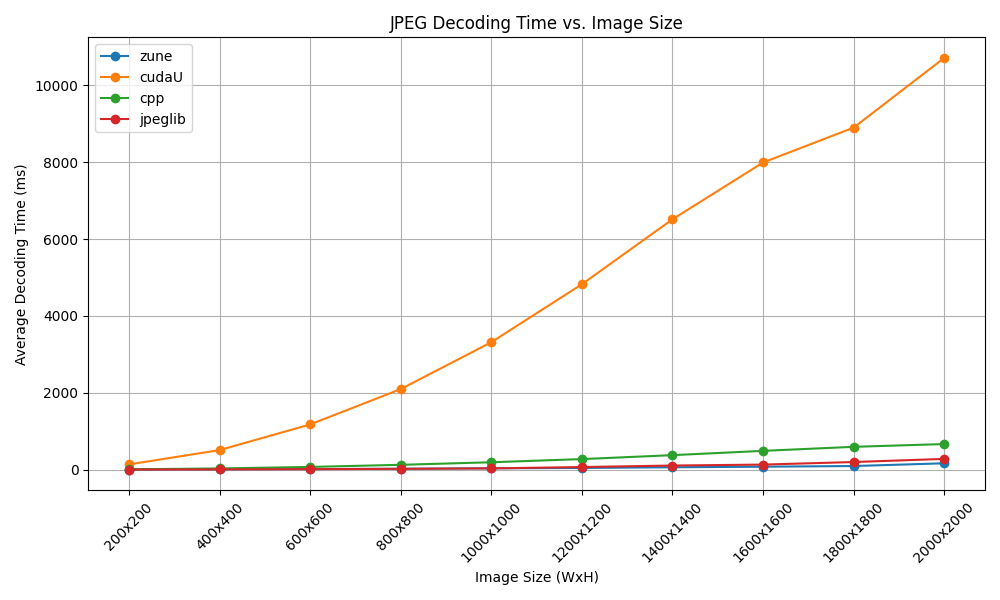 JPEG Decoding Time vs. Image Size
zune
cudaU
cpp
jpeglib
Average Decoding Time (ms)
10000
8000
6000
4000
2000
0
200x200
400x400
600x600
800x800
1000x1000
1200x1200
1400x1400
1600x1600
1800x1800
2000x2000
Image Size (WxH)